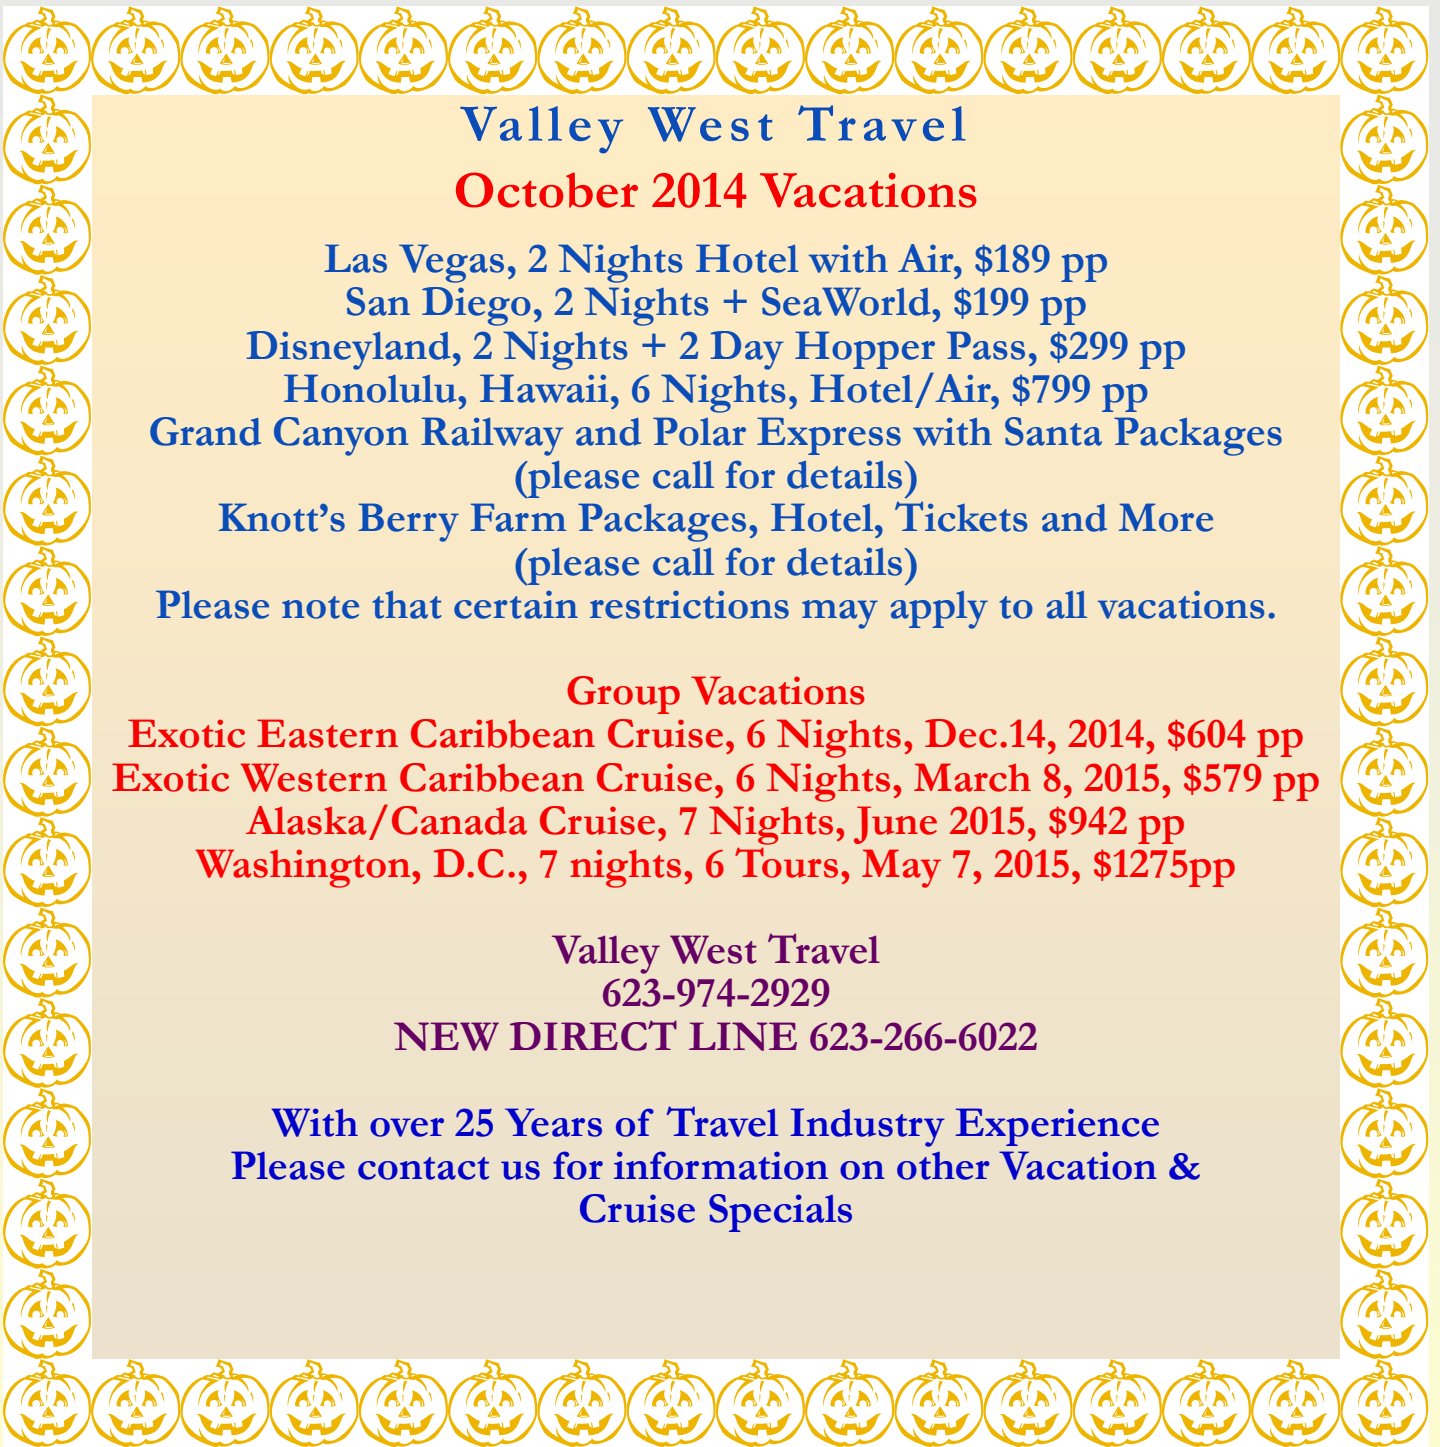 Valley West Travel
October 2014 Vacations
Las Vegas, 2 Nights Hotel with Air, $189 pp
San Diego, 2 Nights + SeaWorld, $199 pp
Disneyland, 2 Nights + 2 Day Hopper Pass, $299 pp
Honolulu, Hawaii, 6 Nights, Hotel/Air, $799 pp
Grand Canyon Railway and Polar Express with Santa Packages
(please call for details)
Knott’s Berry Farm Packages, Hotel, Tickets and More
(please call for details)
Please note that certain restrictions may apply to all vacations.
Group Vacations
Exotic Eastern Caribbean Cruise, 6 Nights, Dec.14, 2014, $604 pp
Exotic Western Caribbean Cruise, 6 Nights, March 8, 2015, $579 pp
Alaska/Canada Cruise, 7 Nights, June 2015, $942 pp
Washington, D.C., 7 nights, 6 Tours, May 7, 2015, $1275pp
Valley West Travel
623-974-2929
NEW DIRECT LINE 623-266-6022
With over 25 Years of Travel Industry Experience
Please contact us for information on other Vacation &
Cruise Specials